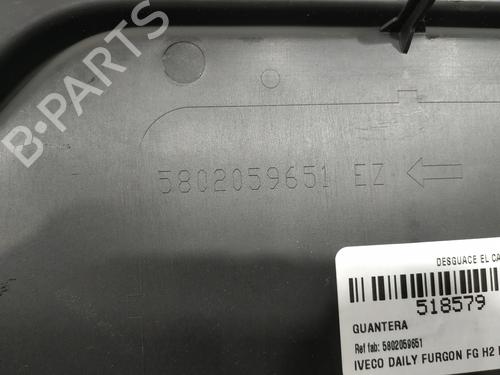 B-PARTS
5802059651 EZ
DESGUACE EL CA
518579
GUANTERA
Ref fab: 5802059651
IVECO DAILY FURGON FG H2